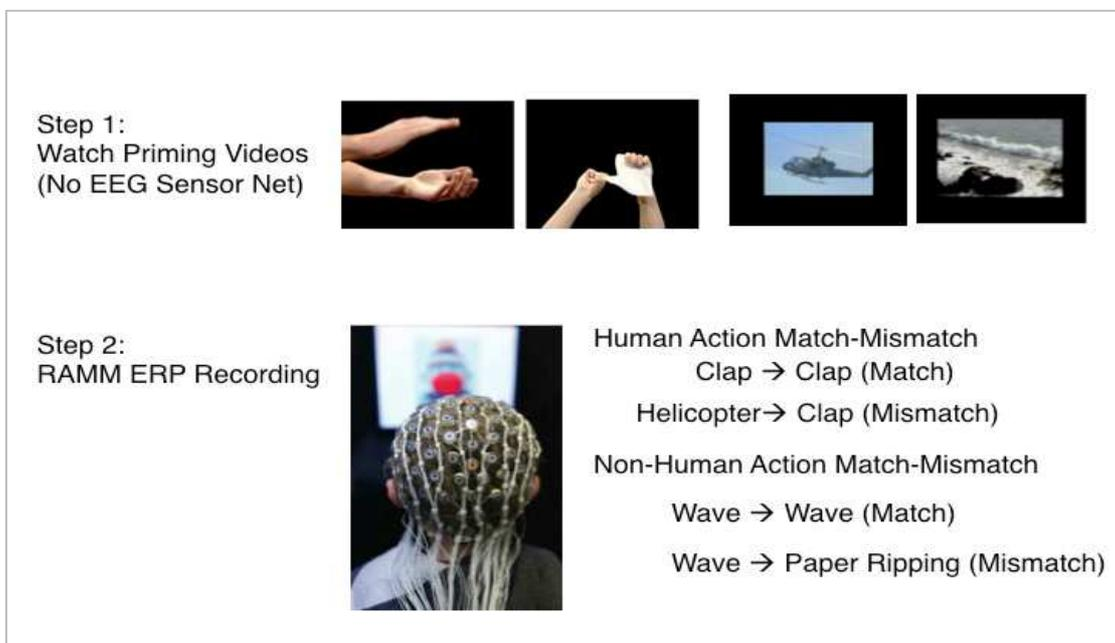 Step 1:
Watch Priming Videos
(No EEG Sensor Net)
Step 2:
RAMM ERP Recording
Human Action Match-Mismatch
Clap → Clap (Match)
Helicopter→ Clap (Mismatch)
Non-Human Action Match-Mismatch
Wave → Wave (Match)
Wave → Paper Ripping (Mismatch)